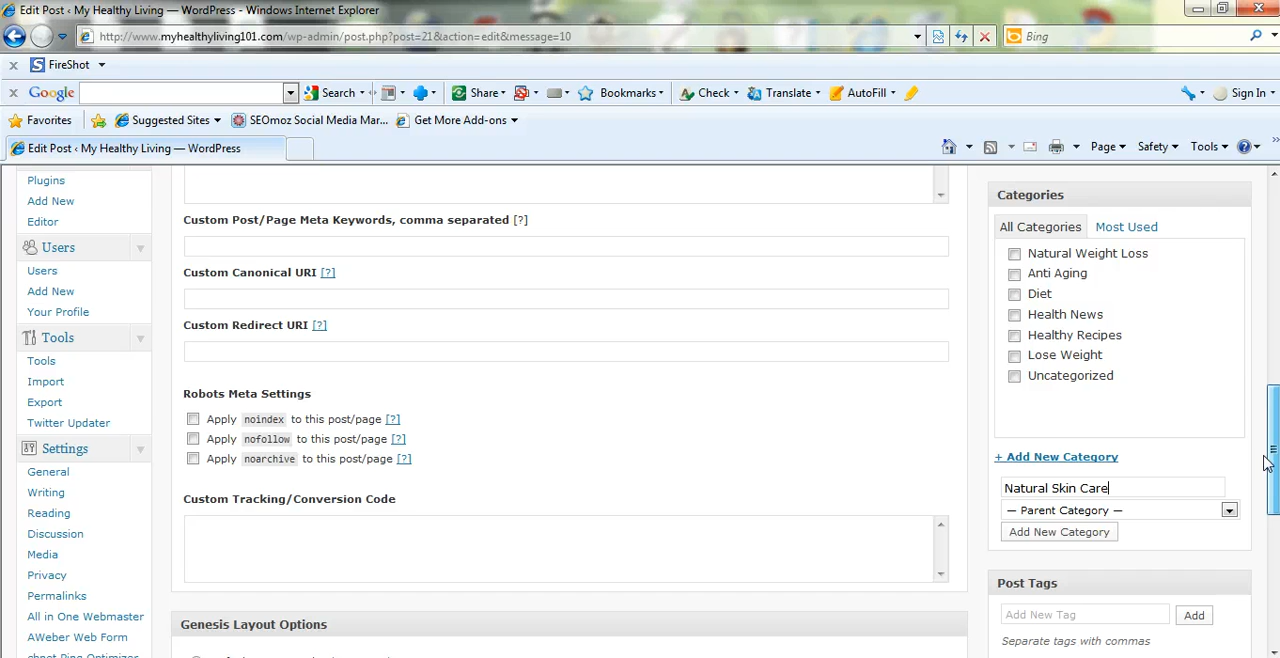 Edit Post ‹ My Healthy Living — WordPress - Windows Internet Explorer
http://www.myhealthyliving101.com/wp-admin/post.php?post=21&action=edit&message=10
Bing
x FireShot
x Google Search Share Bookmarks Check Translate AutoFill Sign In
Favorites Suggested Sites SEOmoz Social Media Mar... Get More Add-ons
Edit Post ‹ My Healthy Living — WordPress
Page Safety Tools
Plugins
Add New
Editor
Users
Users
Add New
Your Profile
Tools
Tools
Import
Export
Twitter Updater
Settings
General
Writing
Reading
Discussion
Media
Privacy
Permalinks
All in One Webmaster
AWeber Web Form
cbnet Ping Optimizer
Custom Post/Page Meta Keywords, comma separated [?]
Custom Canonical URI [?]
Custom Redirect URI [?]
Robots Meta Settings
Apply noindex to this post/page [?]
Apply nofollow to this post/page [?]
Apply noarchive to this post/page [?]
Custom Tracking/Conversion Code
Genesis Layout Options
Categories
All Categories Most Used
Natural Weight Loss
Anti Aging
Diet
Health News
Healthy Recipes
Lose Weight
Uncategorized
+ Add New Category
Natural Skin Care
— Parent Category —
Add New Category
Post Tags
Add New Tag Add
Separate tags with commas